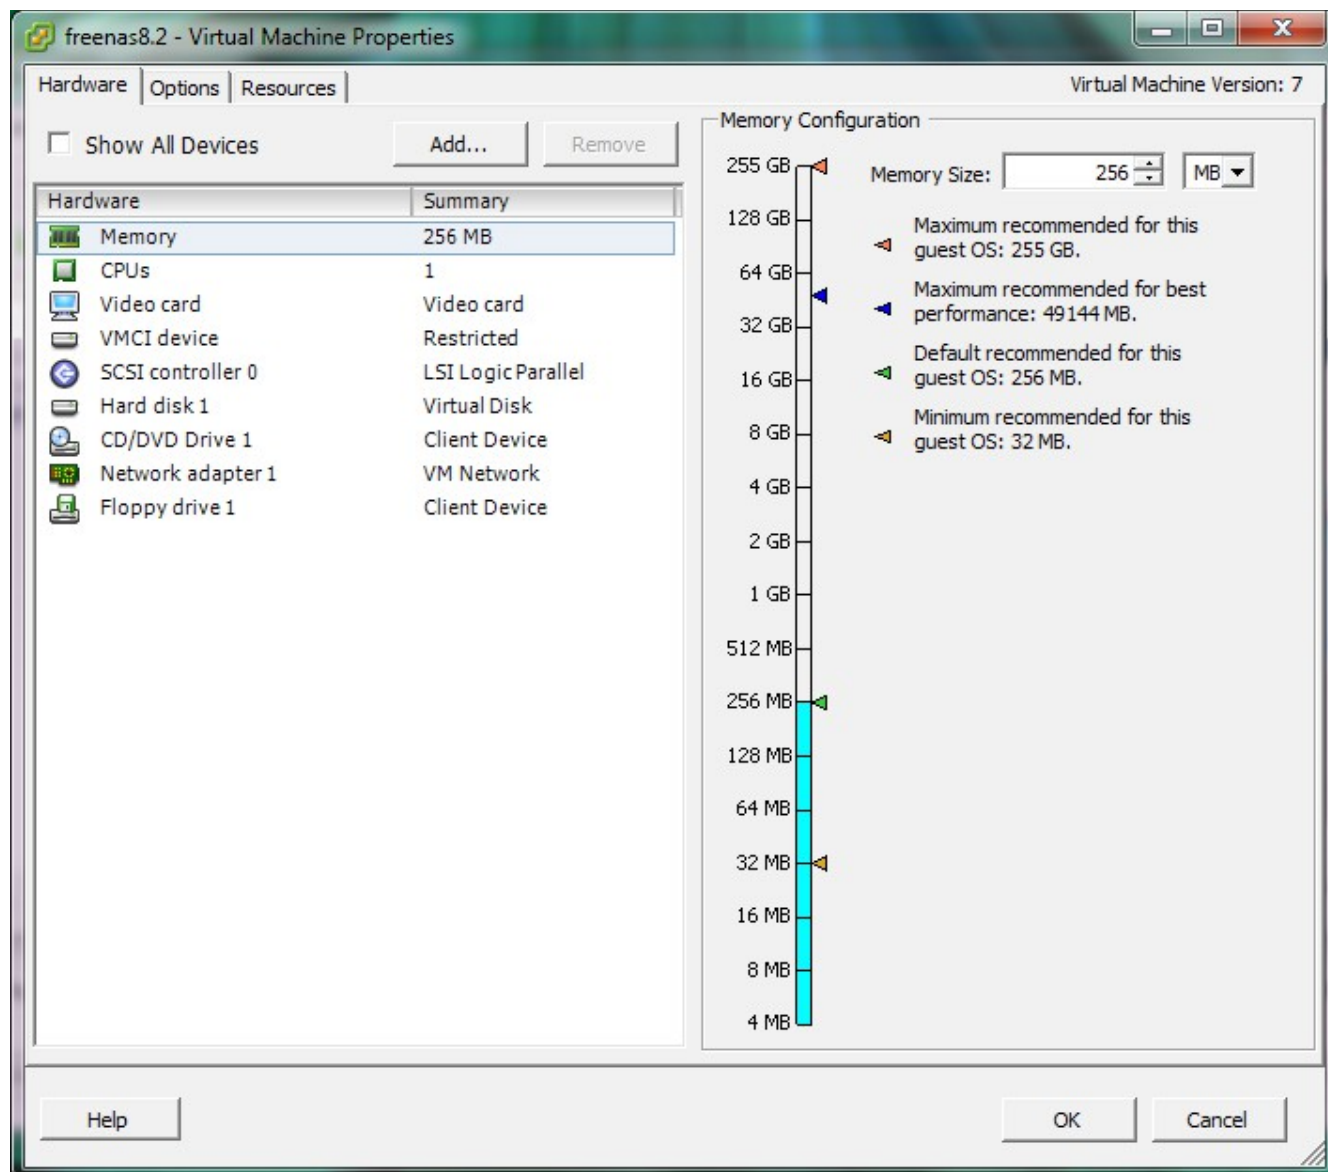 freenas8.2 - Virtual Machine Properties
Hardware Options Resources Virtual Machine Version: 7
Show All Devices Add... Remove
Hardware Summary
Memory 256 MB
CPUs 1
Video card Video card
VMCI device Restricted
SCSI controller 0 LSI Logic Parallel
Hard disk 1 Virtual Disk
CD/DVD Drive 1 Client Device
Network adapter 1 VM Network
Floppy drive 1 Client Device
Memory Configuration
255 GB
128 GB
64 GB
32 GB
16 GB
8 GB
4 GB
2 GB
1 GB
512 MB
256 MB
128 MB
64 MB
32 MB
16 MB
8 MB
4 MB
Memory Size: 256 MB
Maximum recommended for this
guest OS: 255 GB.
Maximum recommended for best
performance: 49144 MB.
Default recommended for this
guest OS: 256 MB.
Minimum recommended for this
guest OS: 32 MB.
Help OK Cancel